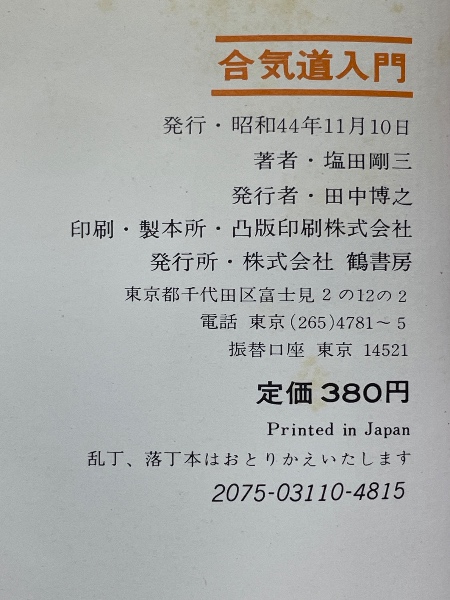 合気道入門
発行・昭和44年11月10日
著者・塩田剛三
発行者・田中博之
印刷・製本所・凸版印刷株式会社
発行所・株式会社 鶴書房
東京都千代田区富士見2の12の2
電話 東京(265)4781〜5
振替口座 東京 14521
定価380円
Printed in Japan
乱丁、落丁本はおとりかえいたします
2075-03110-4815